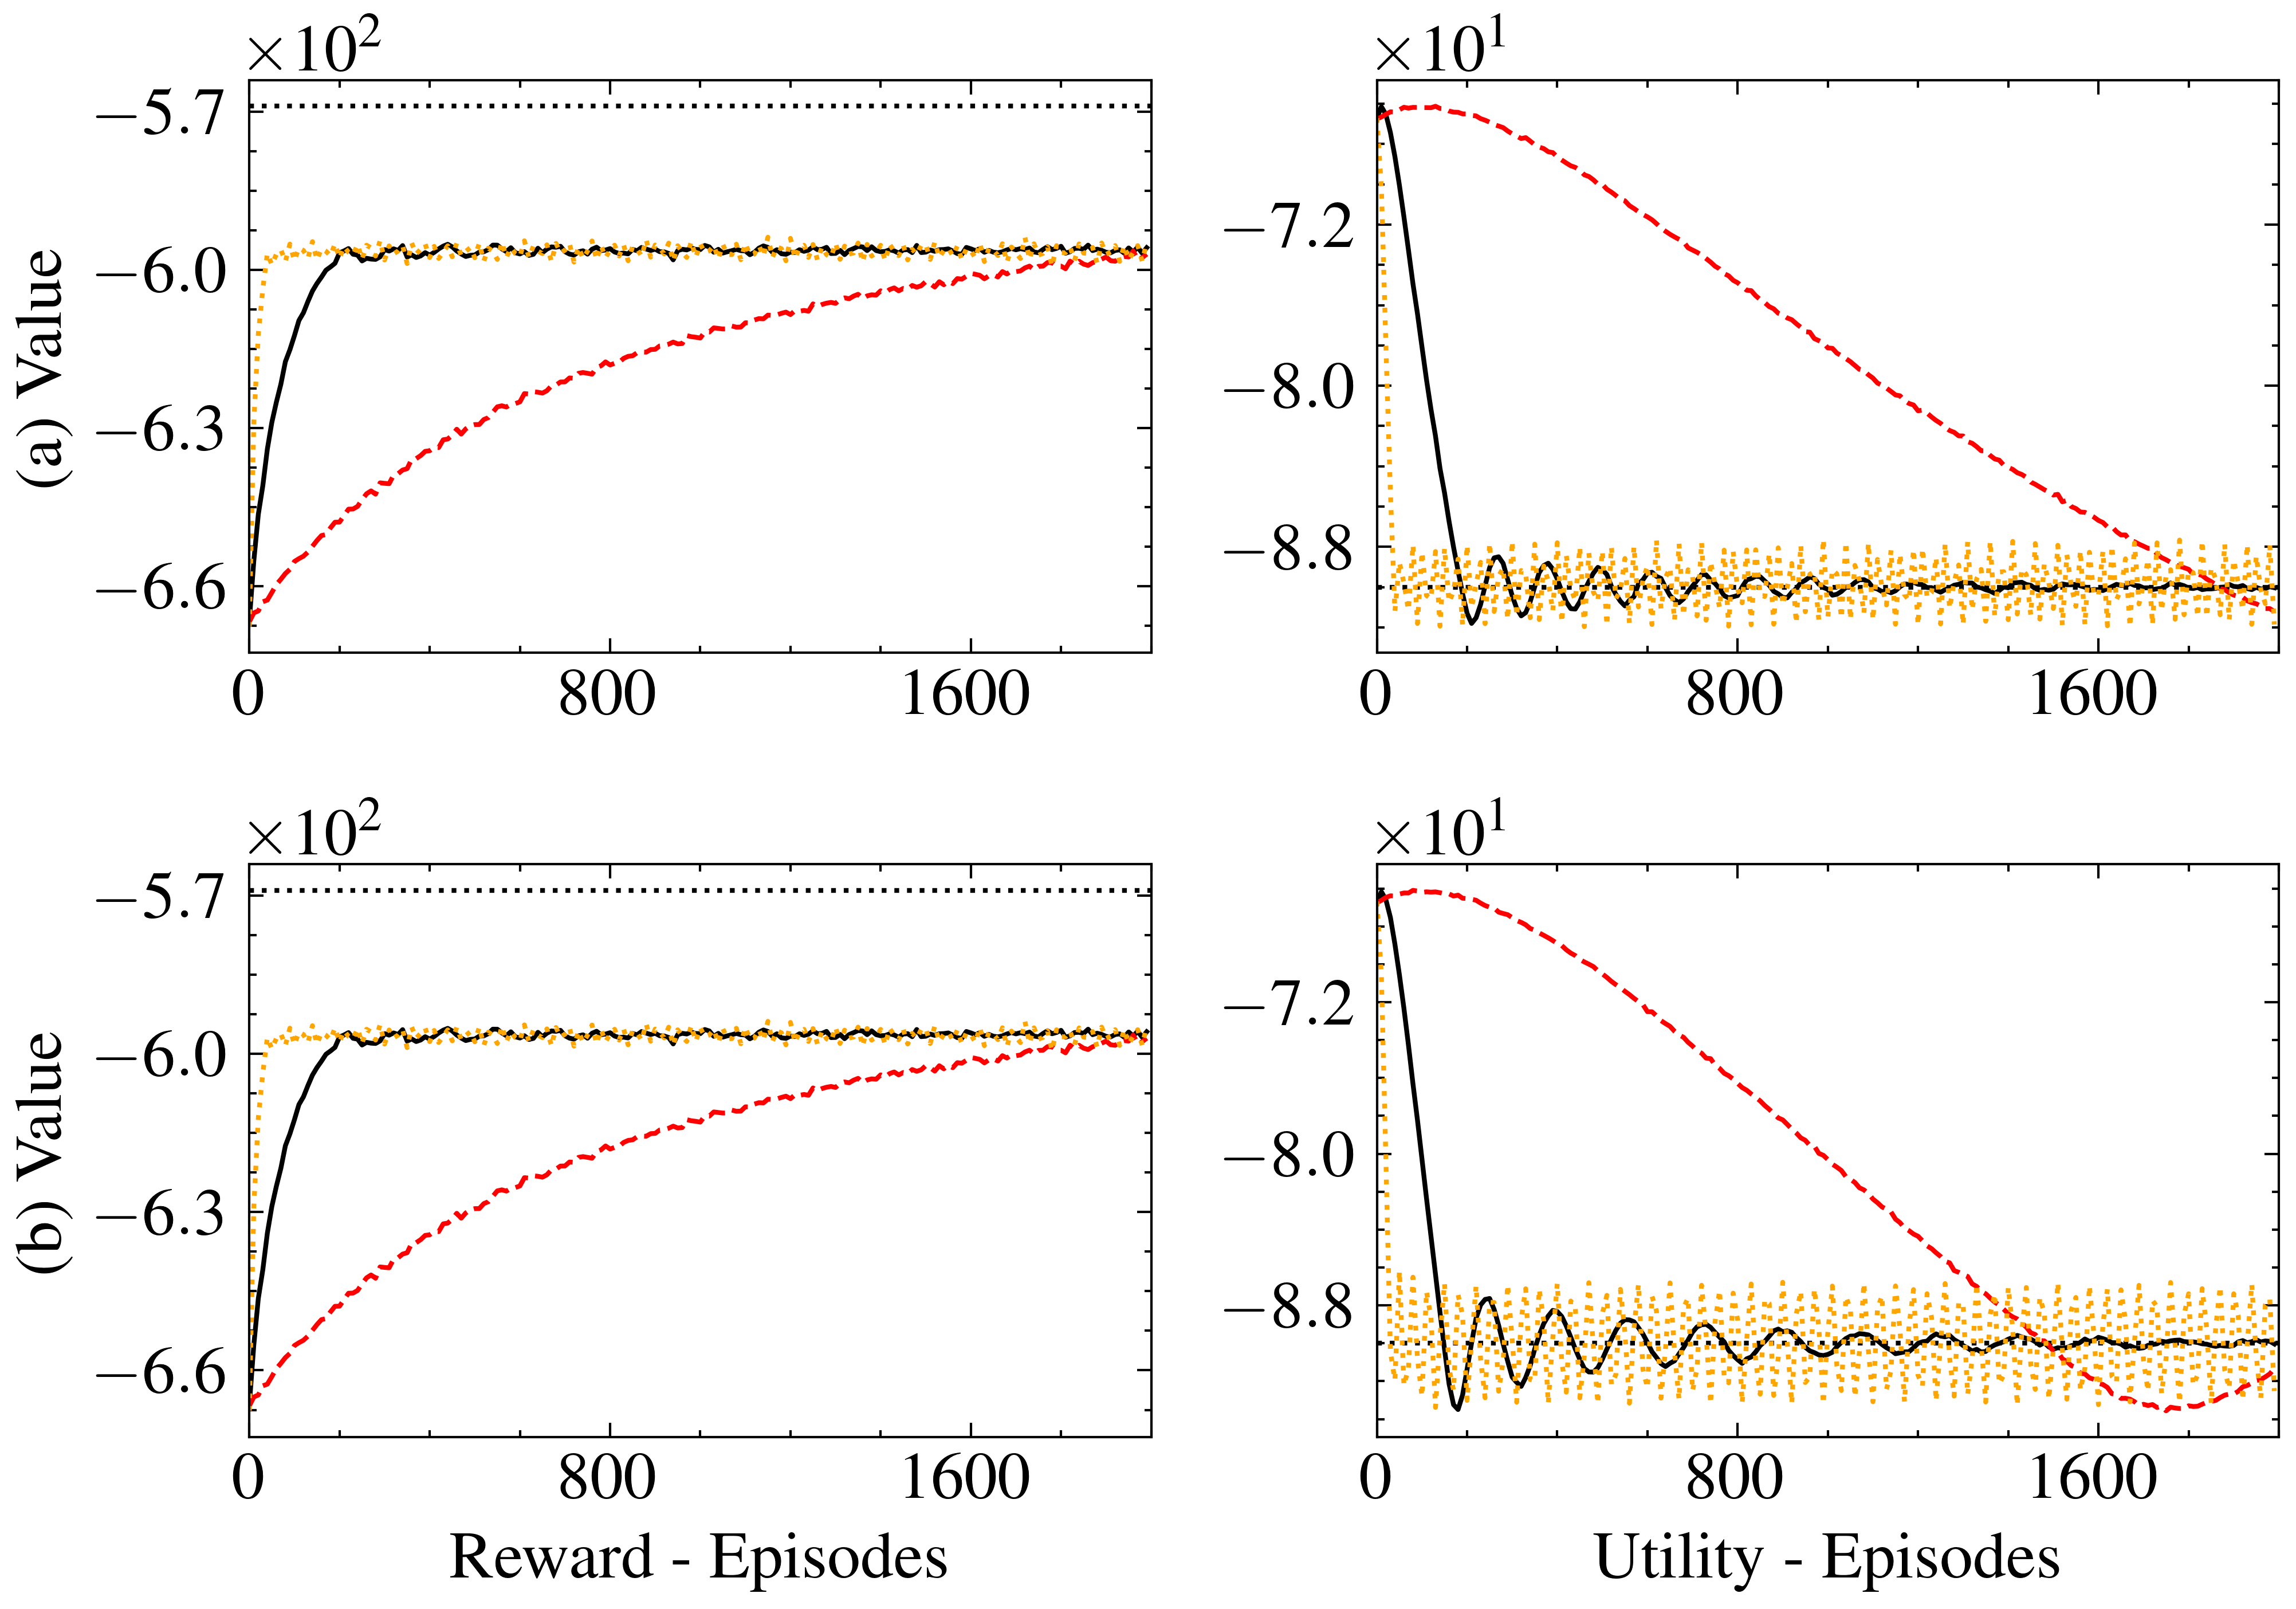 ×10²
(a) Value
−5.7
−6.0
−6.3
−6.6
0 800 1600
×10¹
−7.2
−8.0
−8.8
0 800 1600
×10²
(b) Value
−5.7
−6.0
−6.3
−6.6
0 800 1600
Reward - Episodes
×10¹
−7.2
−8.0
−8.8
0 800 1600
Utility - Episodes